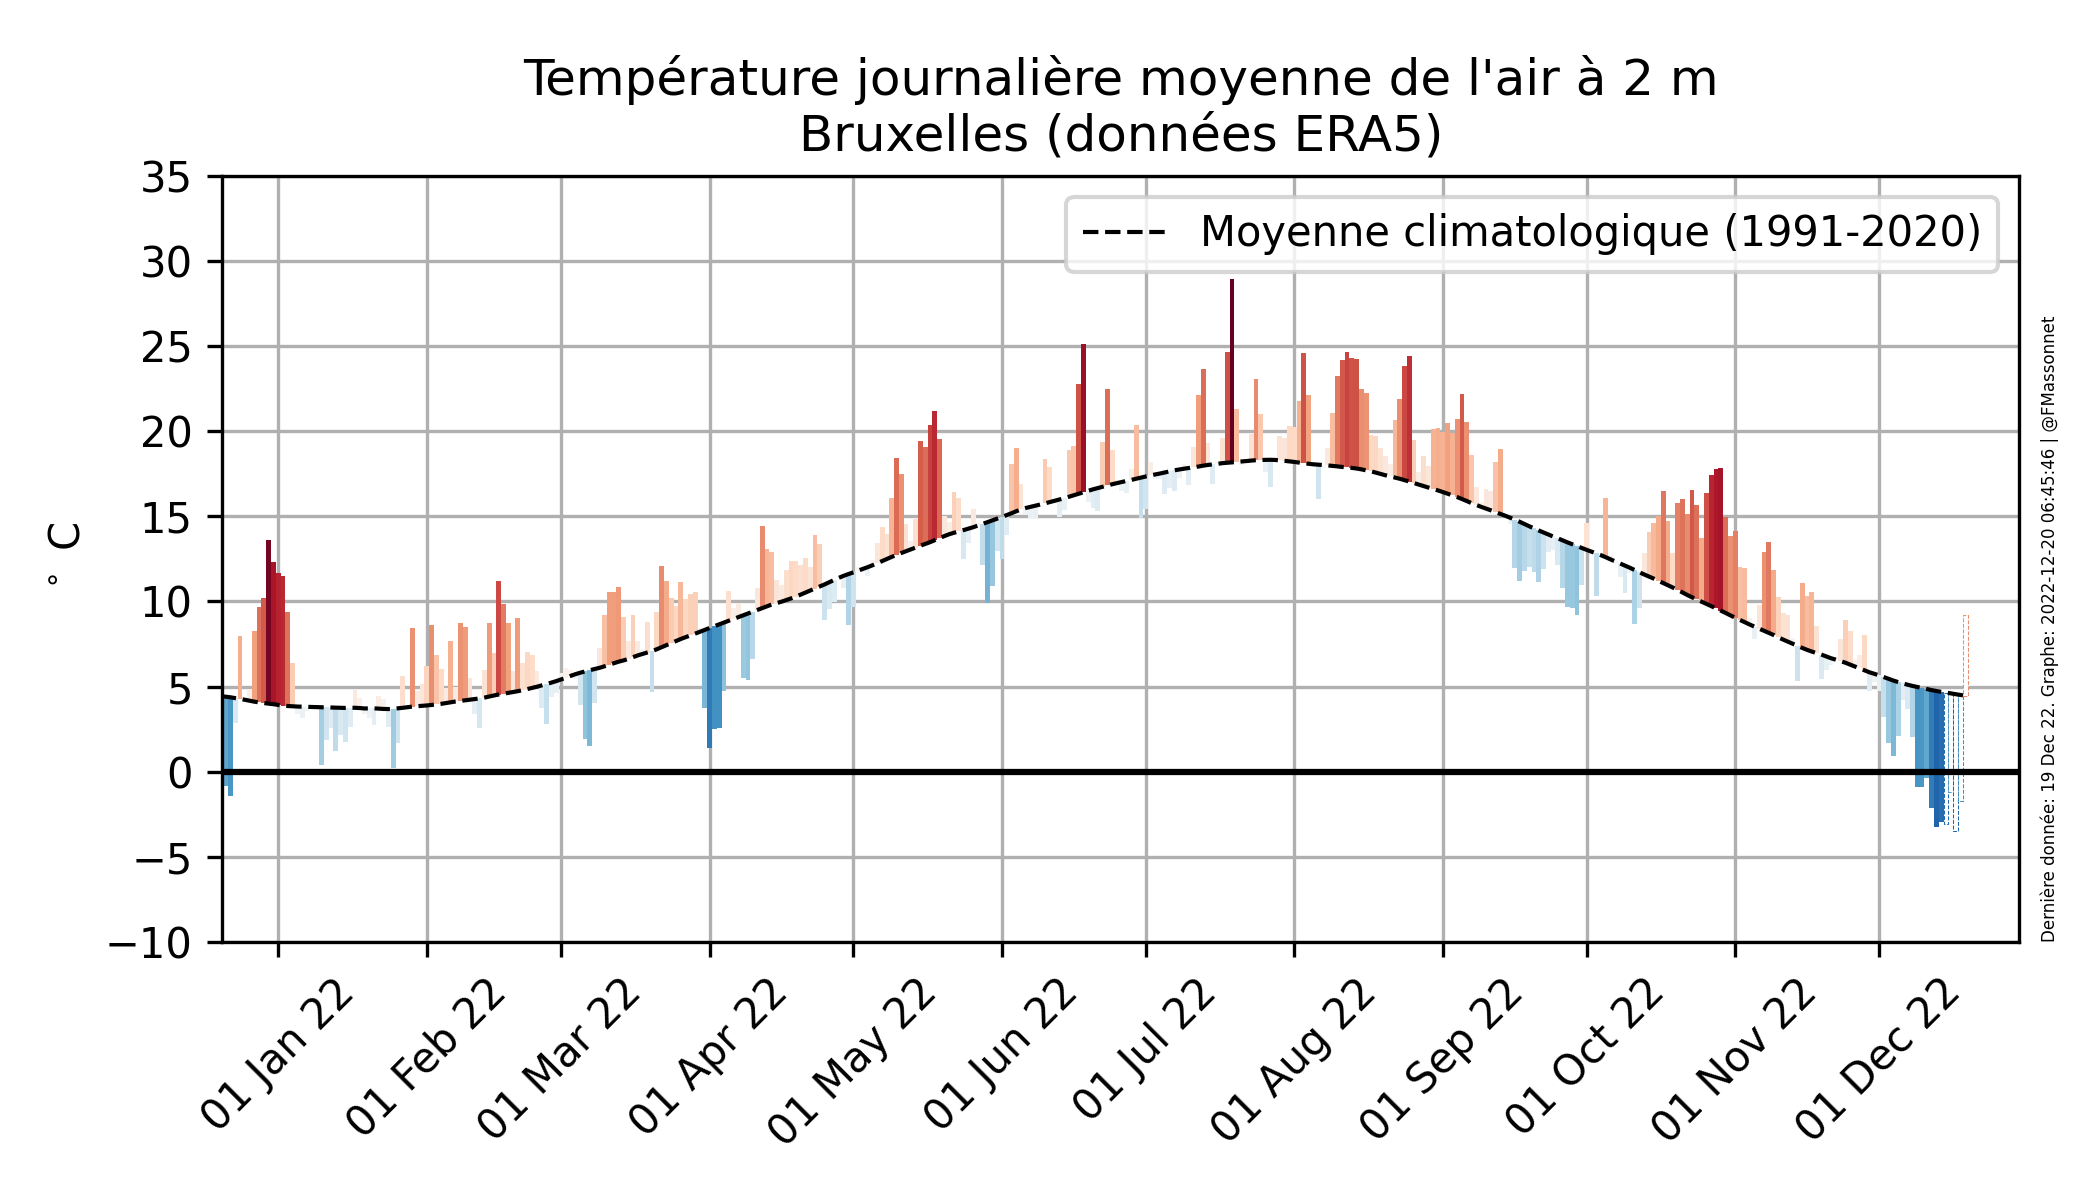 Température journalière moyenne de l'air à 2 m
Bruxelles (données ERA5)
Moyenne climatologique (1991-2020)
° C
35
30
25
20
15
10
5
0
−5
−10
01 Jan 22
01 Feb 22
01 Mar 22
01 Apr 22
01 May 22
01 Jun 22
01 Jul 22
01 Aug 22
01 Sep 22
01 Oct 22
01 Nov 22
01 Dec 22
Dernière donnée: 19 Dec 22. Graphe: 2022-12-20 06:45:46 | @FMassonnet